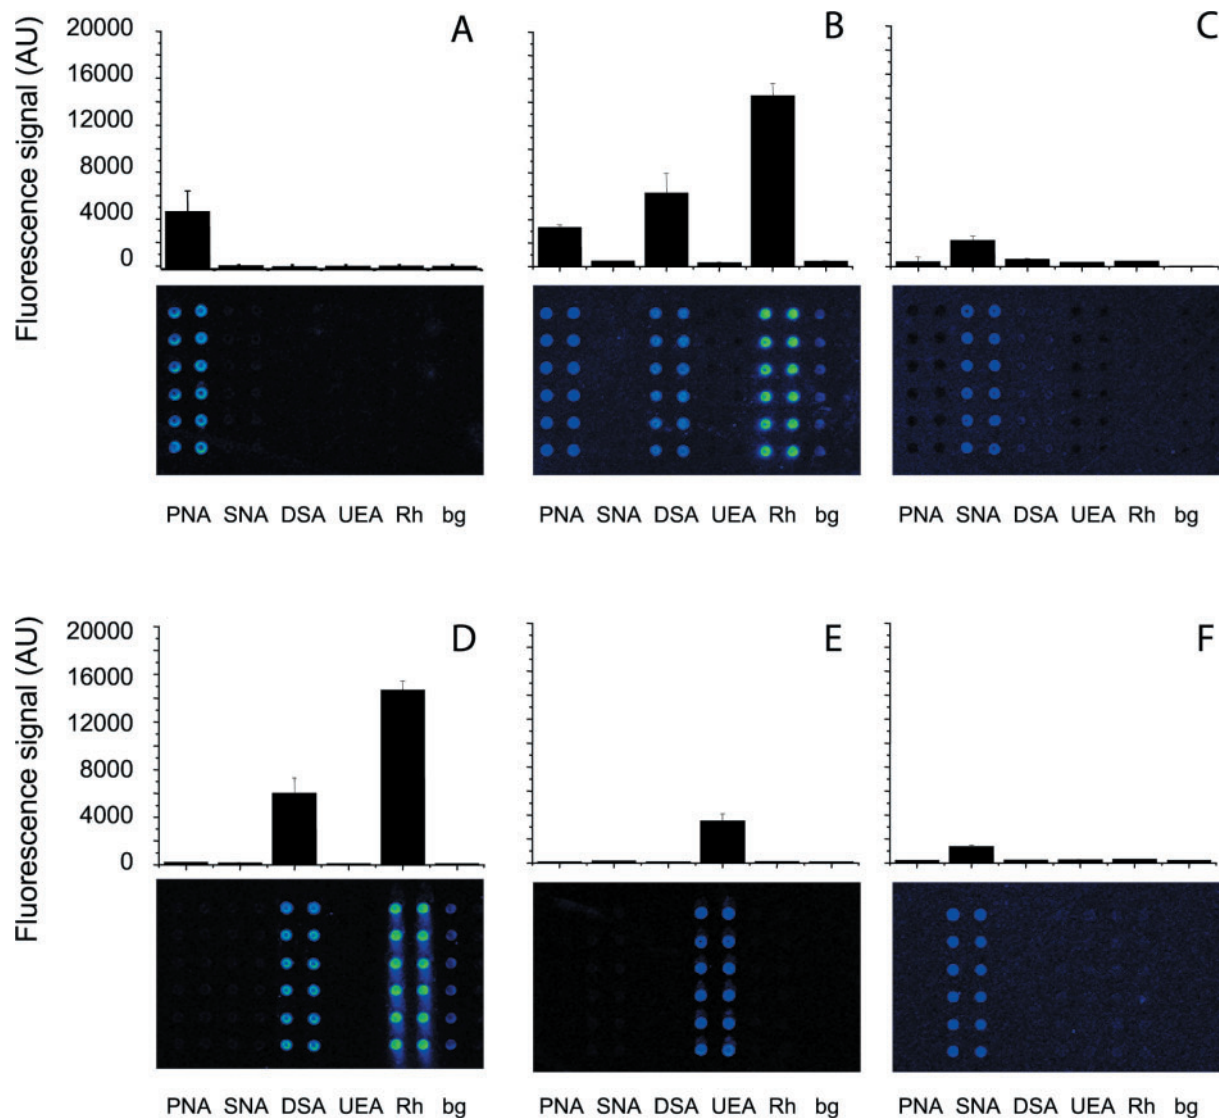 Fluorescence signal (AU)
20000
16000
12000
8000
4000
0
A
B
C
PNA SNA DSA UEA Rh bg
PNA SNA DSA UEA Rh bg
PNA SNA DSA UEA Rh bg
Fluorescence signal (AU)
20000
16000
12000
8000
4000
0
D
E
F
PNA SNA DSA UEA Rh bg
PNA SNA DSA UEA Rh bg
PNA SNA DSA UEA Rh bg